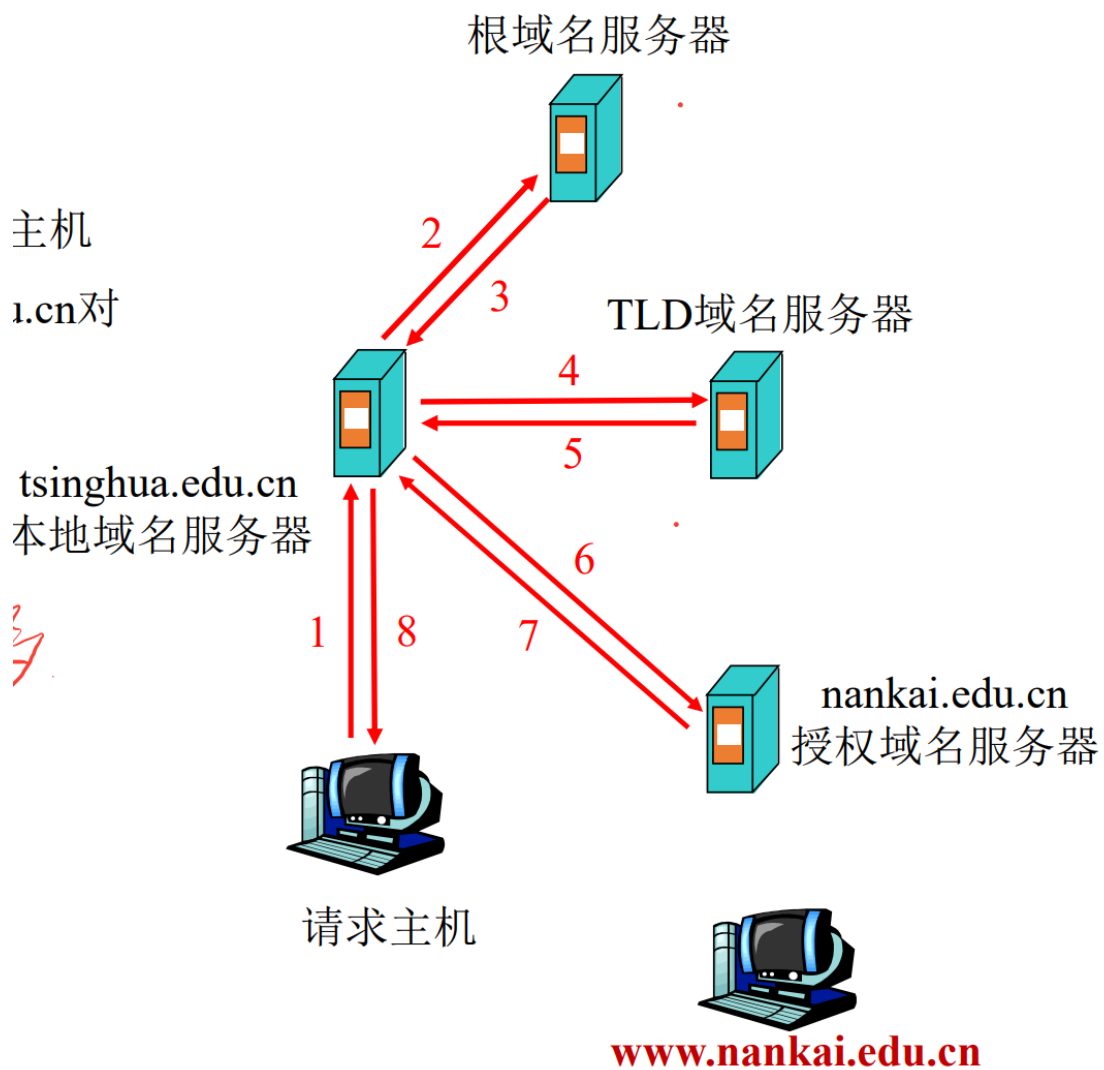 根域名服务器
2
主机
3
u.cn对
TLD域名服务器
4
5
tsinghua.edu.cn
本地域名服务器
6
1
8
7
nankai.edu.cn
授权域名服务器
请求主机
www.nankai.edu.cn